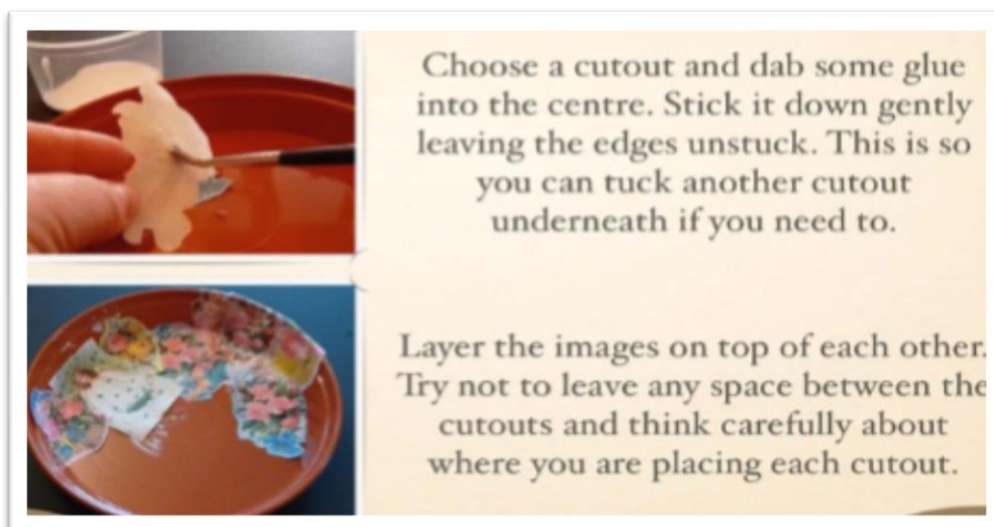 Choose a cutout and dab some glue
into the centre. Stick it down gently
leaving the edges unstuck. This is so
you can tuck another cutout
underneath if you need to.
Layer the images on top of each other.
Try not to leave any space between the
cutouts and think carefully about
where you are placing each cutout.